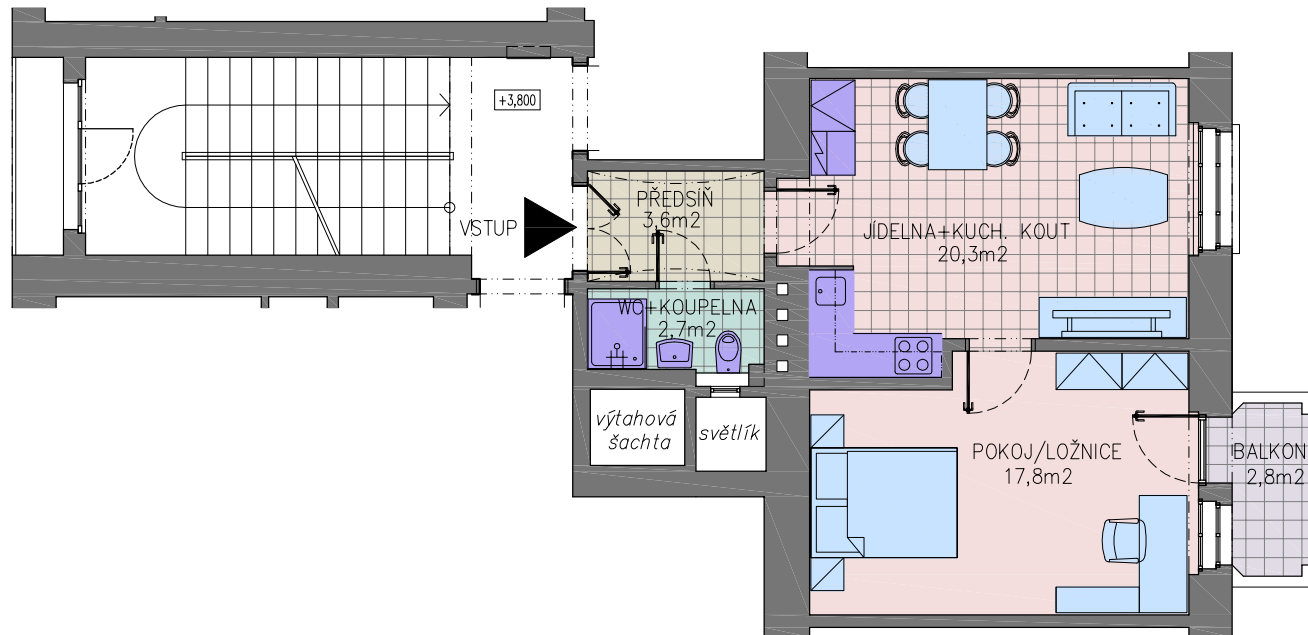 +3,800
VSTUP
PŘEDSÍŇ
3,6m2
JÍDELNA+KUCH. KOUT
20,3m2
WC+KOUPELNA
2,7m2
výtahová
šachta
světlík
POKOJ/LOŽNICE
17,8m2
BALKON
2,8m2